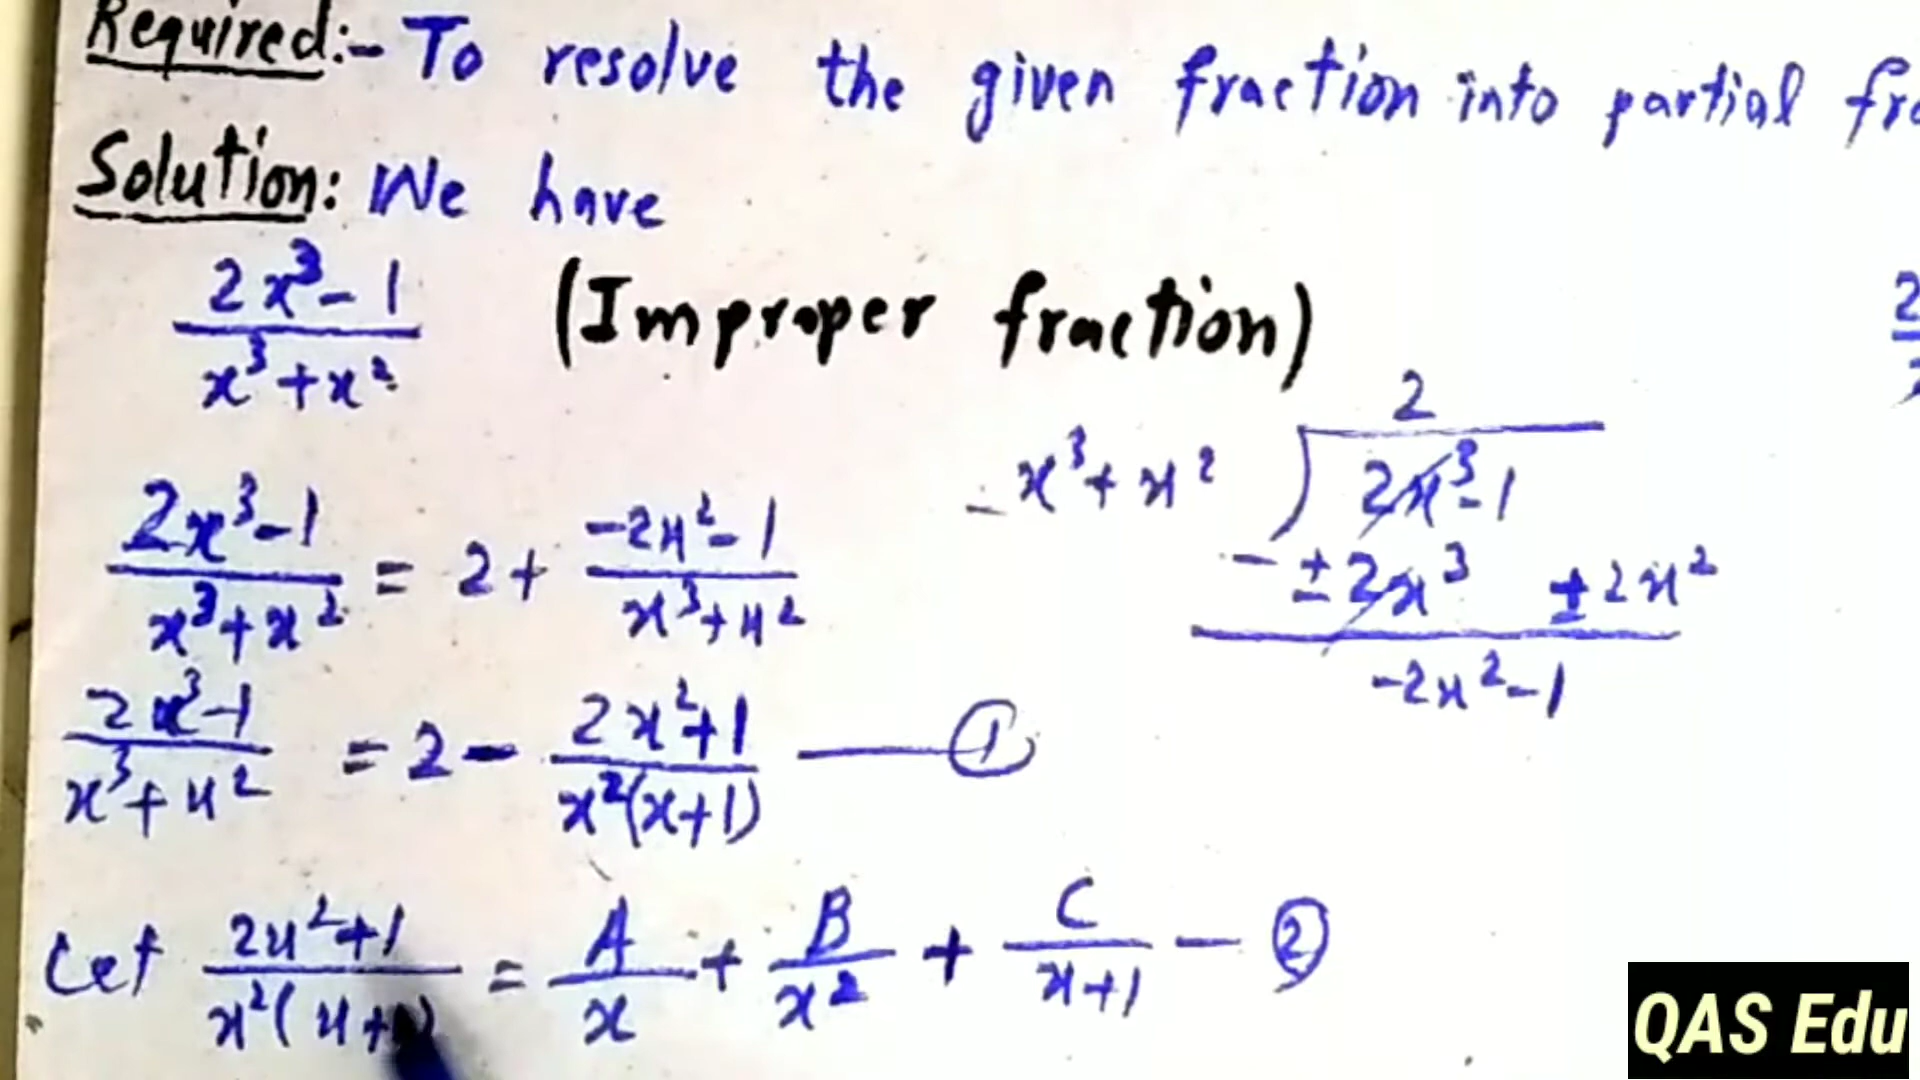 Required:- To resolve the given fraction into partial
Solution: We have
2x³-1
x³+x²
(Improper fraction)
2
x³+x² ) 2x³-1
- ±2x³ ±2x²
-2x²-1
2x³-1/x³+x² = 2 + -2x²-1/x³+x²
2x³-1/x³+x² = 2 - 2x²+1/x²(x+1) — ①
Let 2x²+1/x²(x+1) = A/x + B/x² + C/x+1 — ②
QAS Edu